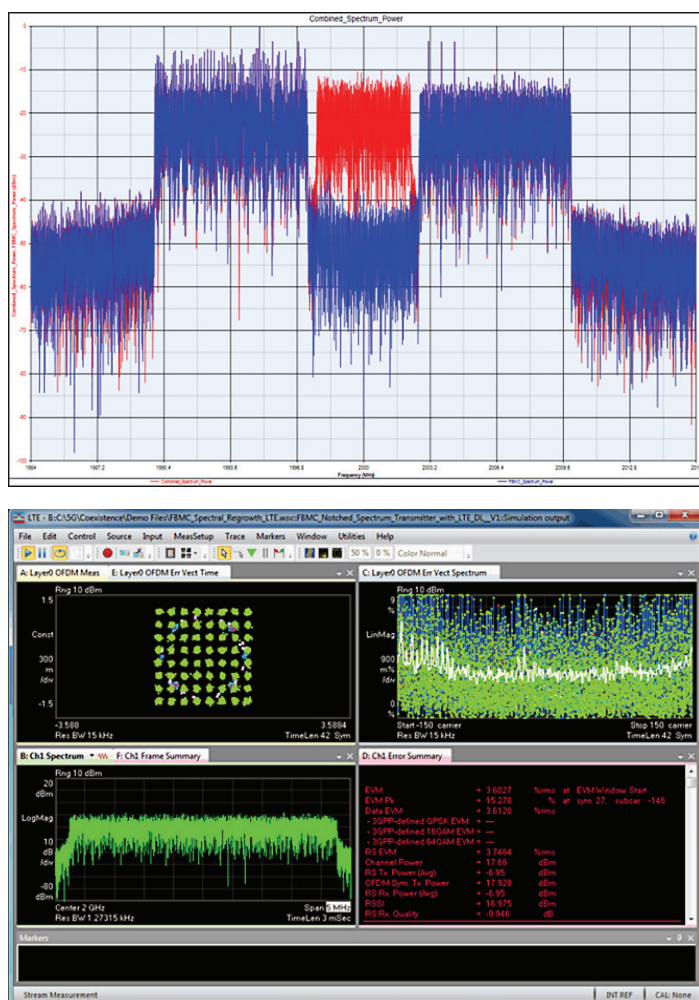 Combined_Spectrum_Power
0
-10
-20
-30
-40
-50
-60
-70
-80
-90
-100
Combined_Spectrum_Power, FBMC_Spectrum_Power (dBm)
1984 1987.2 1990.4 1993.6 1996.8 2000 2003.2 2006.4 2009.6 2012.8 201
Frequency (MHz)
Combined_Spectrum_Power FBMC_Spectrum_Power
LTE - B:C:\5G\Coexistence\Demo Files\FBMC_Spectral_Regrowth_LTE.wsv::FBMC_Notched_Spectrum_Transmitter_with_LTE_DL__V1::Simulation output
File Edit Control Source Input MeasSetup Trace Markers Window Utilities Help
50 % 0 % Color Normal
A: Layer0 OFDM Meas E: Layer0 OFDM Err Vect Time
Rng 10 dBm
1.5
Const
300
m
/div
-1.5
-3.588 3.5884
Res BW 15 kHz TimeLen 42 Sym
C: Layer0 OFDM Err Vect Spectrum
Rng 10 dBm
9
%
LinMag
900
m%
/div
0
%
Start -150 carrier Stop 150 carrier
Res BW 15 kHz TimeLen 42 Sym
B: Ch1 Spectrum F: Ch1 Frame Summary
Rng 10 dBm
20
dBm
LogMag
10
dB
/div
-80
dBm
Center 2 GHz Span 5 MHz
Res BW 1.27315 kHz TimeLen 3 mSec
D: Ch1 Error Summary
EVM = 3.6027 %rms at EVM Window Start
EVM Pk = 15.270 % at sym 27, subcar -146
Data EVM = 3.6120 %rms
- 3GPP-defined QPSK EVM = —
- 3GPP-defined 16QAM EVM = —
- 3GPP-defined 64QAM EVM = —
RS EVM = 3.7464 %rms
Channel Power = 17.66 dBm
RS Tx. Power (Avg) = -6.95 dBm
OFDM Sym. Tx. Power = 17.928 dBm
RS Rx. Power (Avg) = -6.95 dBm
RSSI = 16.975 dBm
RS Rx. Quality = -9.946 dB
Markers
Stream Measurement INT REF CAL: None